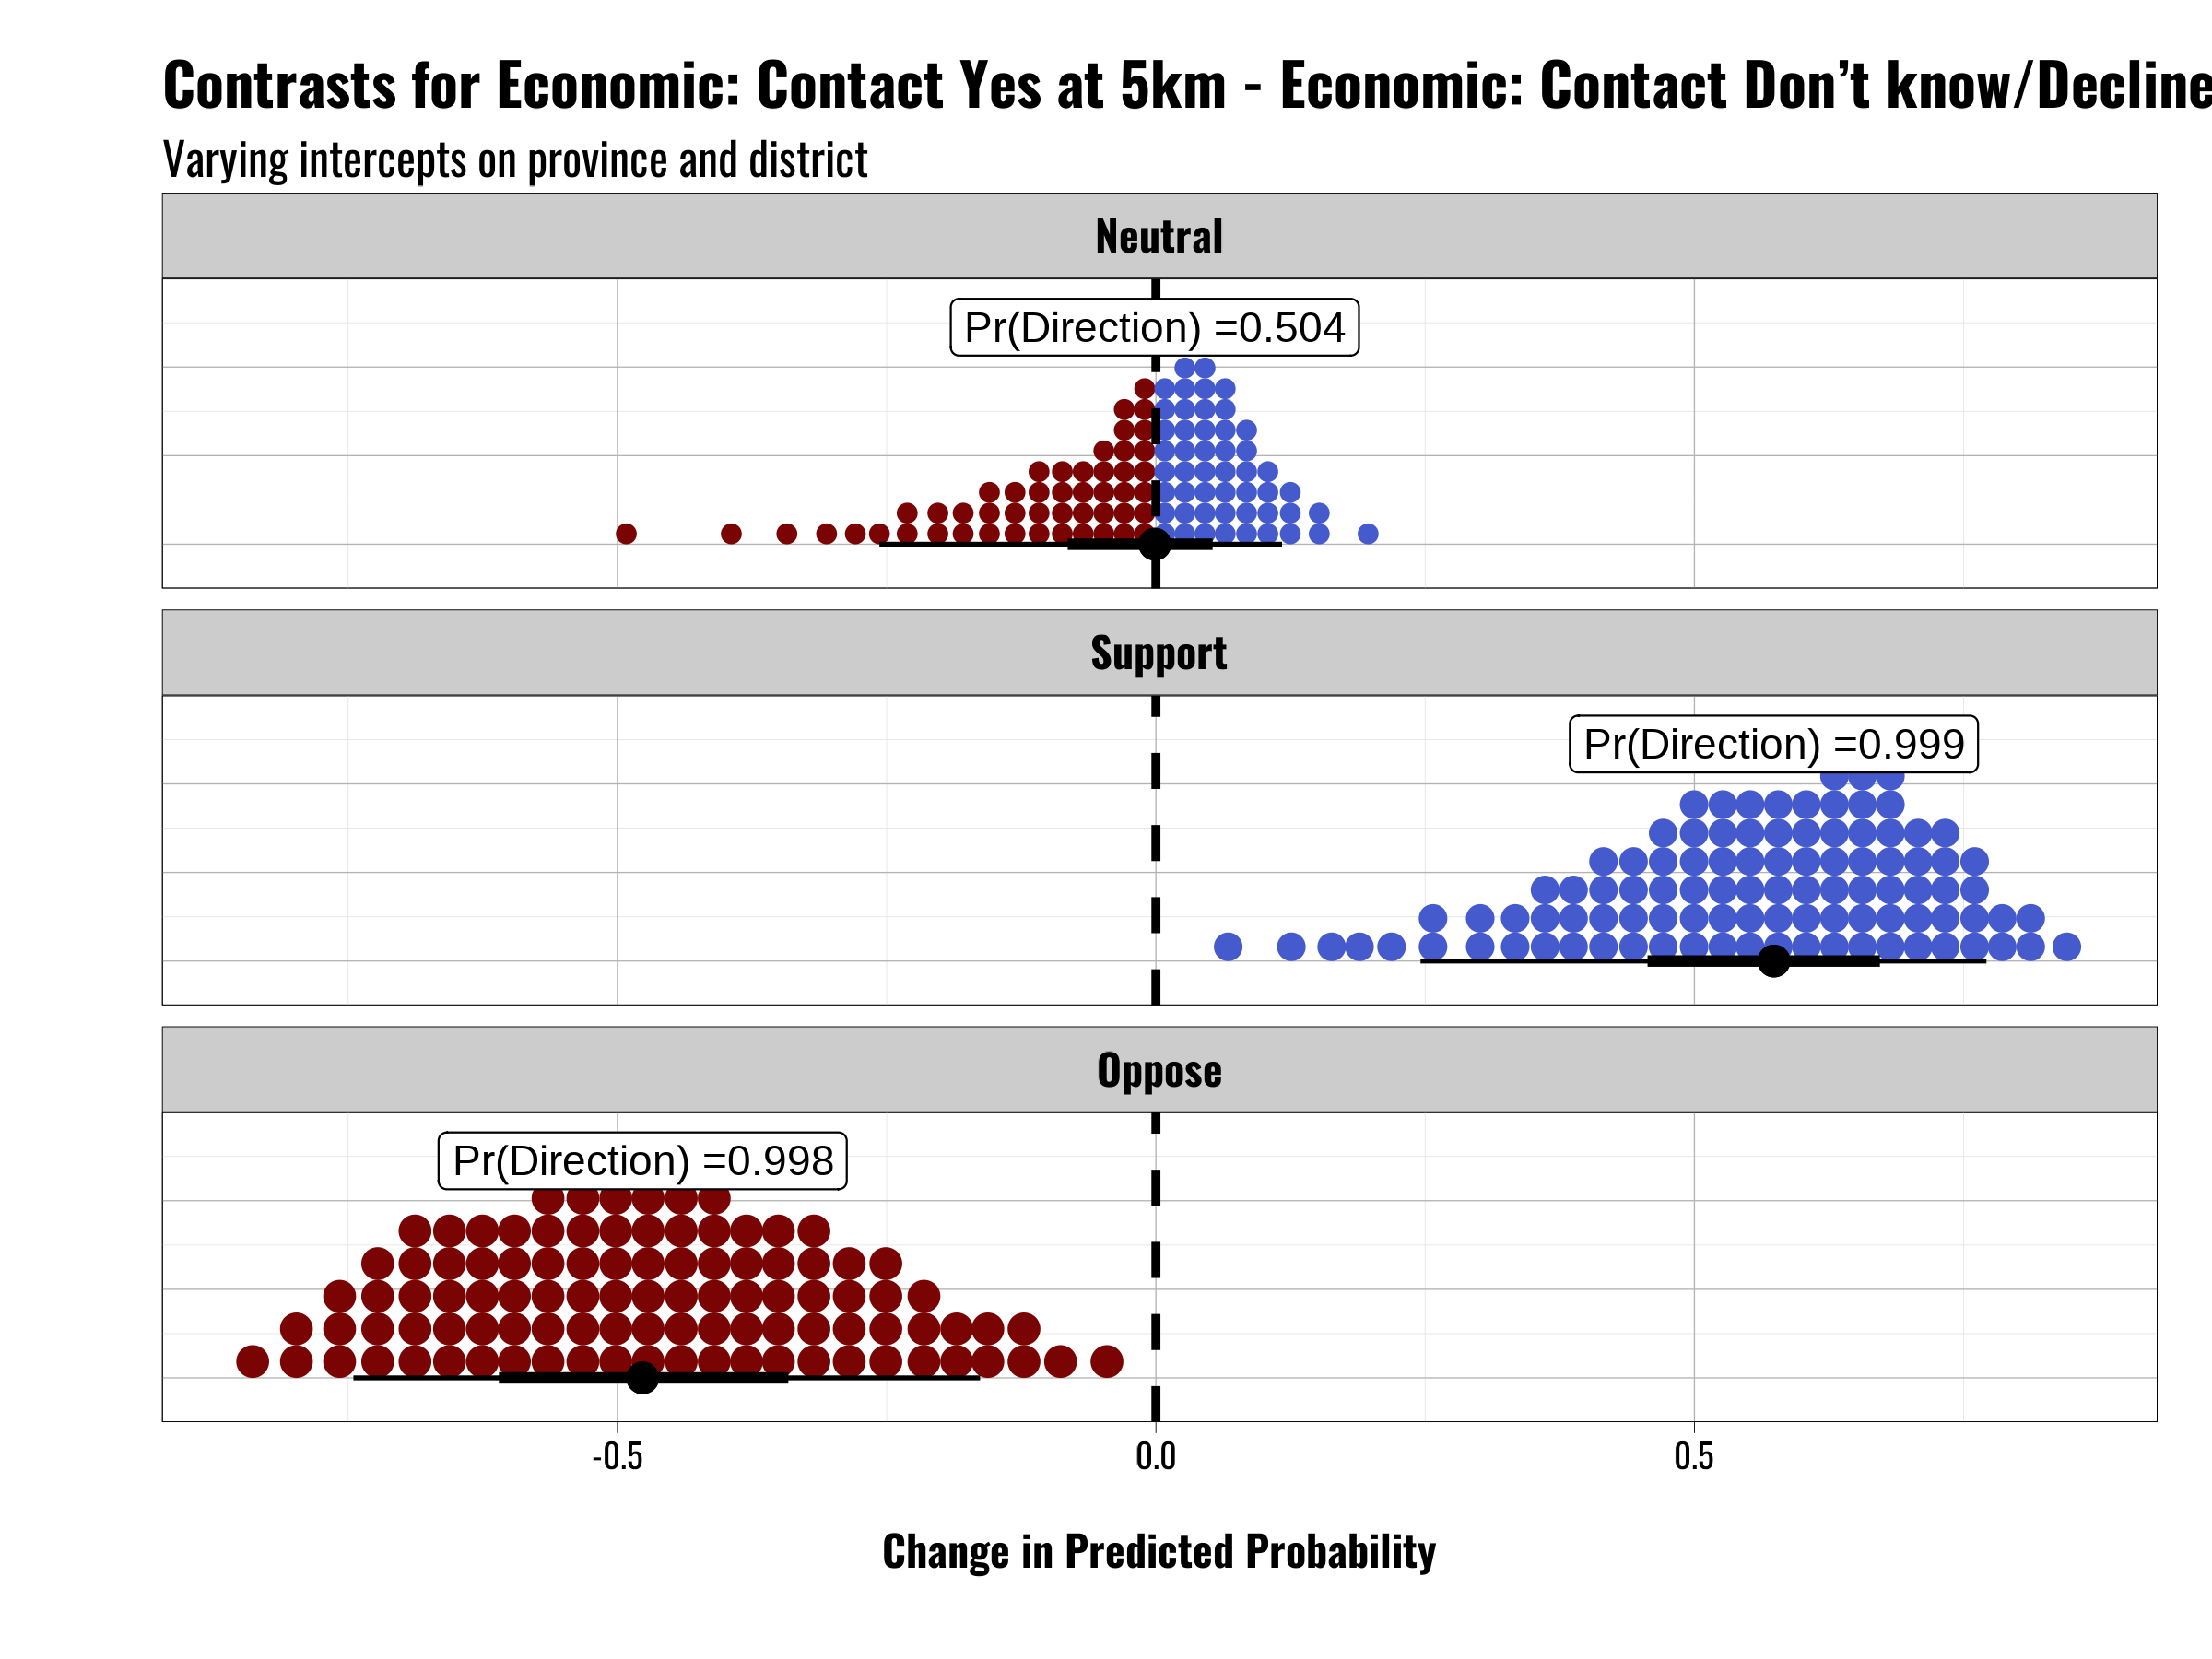 Contrasts for Economic: Contact Yes at 5km - Economic: Contact Don’t know/Decline
Varying intercepts on province and district
Neutral
Pr(Direction) =0.504
Support
Pr(Direction) =0.999
Oppose
Pr(Direction) =0.998
-0.5 0.0 0.5
Change in Predicted Probability